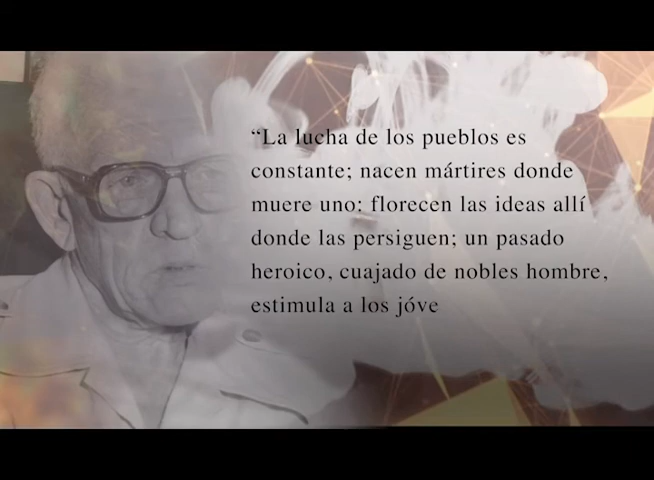 “La lucha de los pueblos es
constante; nacen mártires donde
muere uno; florecen las ideas allí
donde las persiguen; un pasado
heroico, cuajado de nobles hombre,
estimula a los jóve